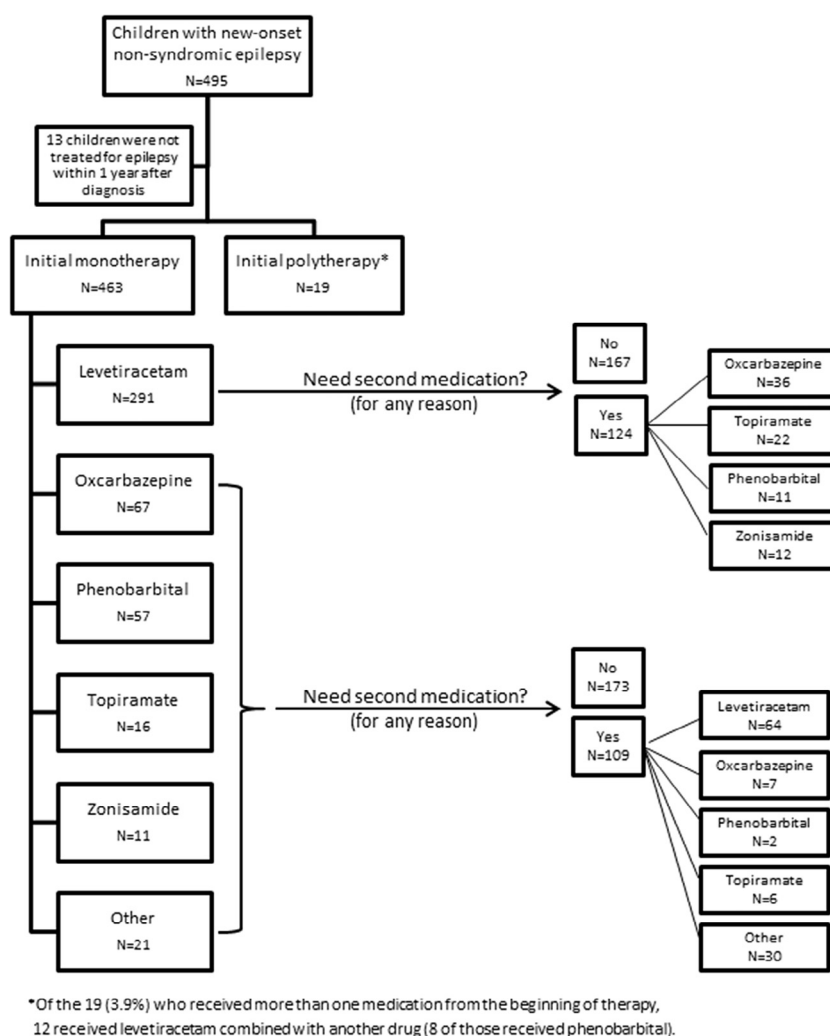 Children with new-onset
non-syndromic epilepsy
N=495
13 children were not
treated for epilepsy
within 1 year after
diagnosis
Initial monotherapy
N=463
Initial polytherapy*
N=19
Levetiracetam
N=291
Need second medication?
(for any reason)
No
N=167
Yes
N=124
Oxcarbazepine
N=36
Topiramate
N=22
Phenobarbital
N=11
Zonisamide
N=12
Oxcarbazepine
N=67
Phenobarbital
N=57
Topiramate
N=16
Zonisamide
N=11
Other
N=21
Need second medication?
(for any reason)
No
N=173
Yes
N=109
Levetiracetam
N=64
Oxcarbazepine
N=7
Phenobarbital
N=2
Topiramate
N=6
Other
N=30
*Of the 19 (3.9%) who received more than one medication from the beginning of therapy,
12 received levetiracetam combined with another drug (8 of those received phenobarbital).